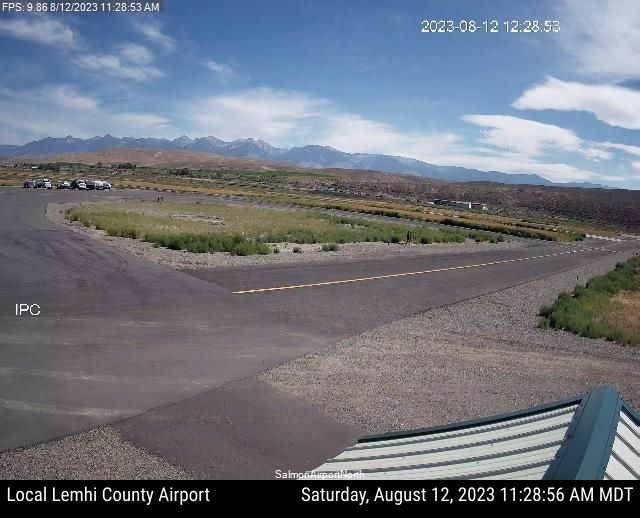 FPS: 9.86 8/12/2023 11:28:53 AM
2023-08-12 12:28:53
IPC
SalmonAirportNorth
Local Lemhi County Airport Saturday, August 12, 2023 11:28:56 AM MDT